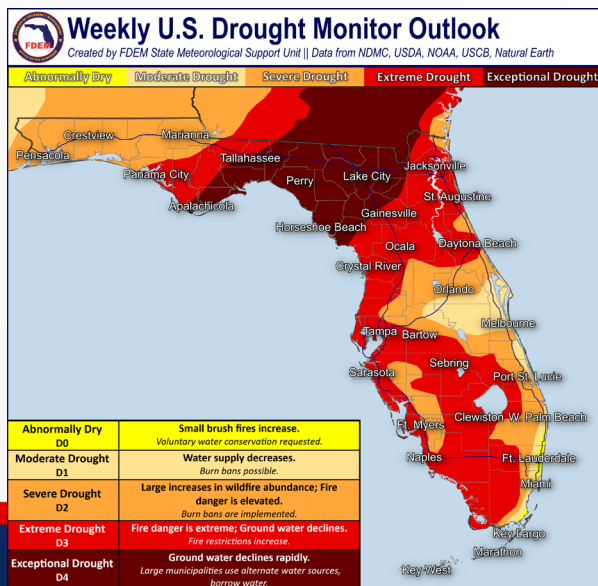 Weekly U.S. Drought Monitor Outlook
Created by FDEM State Meteorological Support Unit || Data from NDMC, USDA, NOAA, USCB, Natural Earth
FDEM
Abnormally Dry Moderate Drought Severe Drought Extreme Drought Exceptional Drought
Crestview
Marianna
Pensacola
Tallahassee
Jacksonville
Panama City
Perry
Lake City
Apalachicola
St. Augustine
Gainesville
Horseshoe Beach
Ocala
Daytona Beach
Crystal River
Orlando
Melbourne
Tampa
Bartow
Sebring
Sarasota
Port St. Lucie
Clewiston
W. Palm Beach
Ft. Myers
Naples
Ft. Lauderdale
Miami
Key Largo
Marathon
Key West
Abnormally Dry
D0
Small brush fires increase.
Voluntary water conservation requested.
Moderate Drought
D1
Water supply decreases.
Burn bans possible.
Severe Drought
D2
Large increases in wildfire abundance; Fire
danger is elevated.
Burn bans are implemented.
Extreme Drought
D3
Fire danger is extreme; Ground water declines.
Fire restrictions increase.
Exceptional Drought
D4
Ground water declines rapidly.
Large municipalities use alternate water sources,
borrow water.